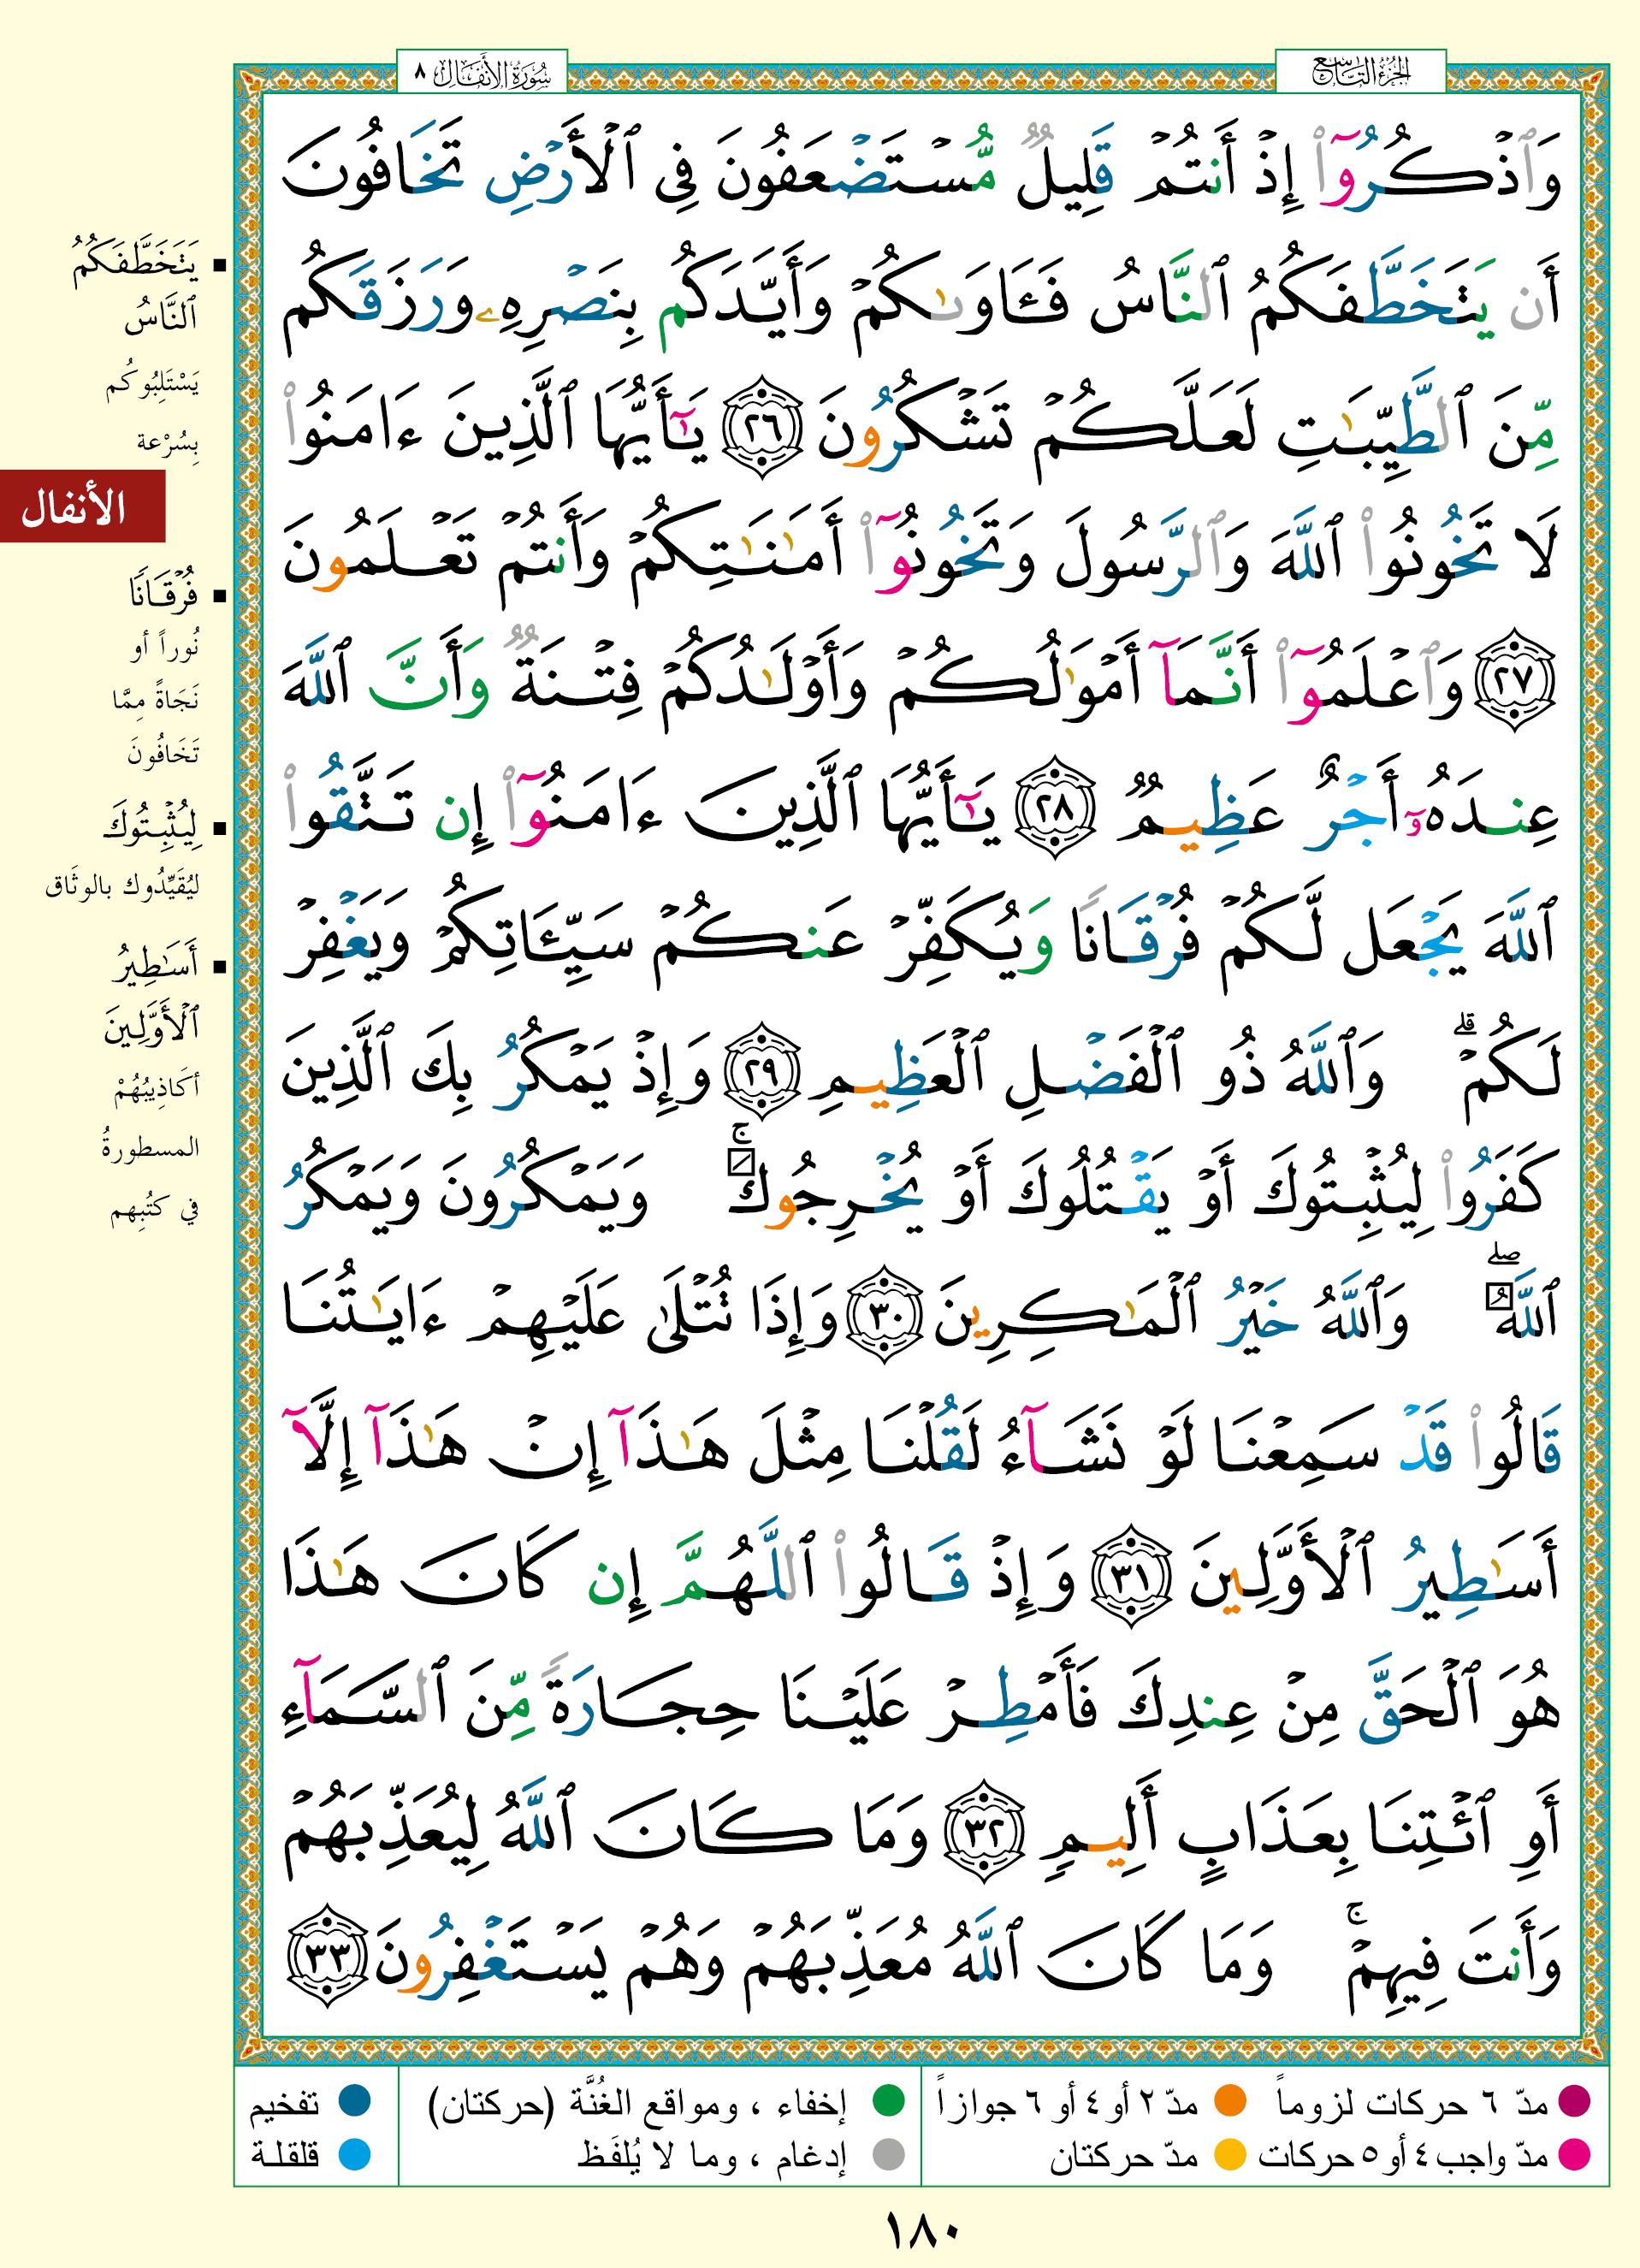 الجزء التاسع
سورة الأنفال ٨
وَٱذۡكُرُوٓاْ إِذۡ أَنتُمۡ قَلِيلٞ مُّسۡتَضۡعَفُونَ فِي ٱلۡأَرۡضِ تَخَافُونَ
أَن يَتَخَطَّفَكُمُ ٱلنَّاسُ فَـَٔاوَىٰكُمۡ وَأَيَّدَكُم بِنَصۡرِهِۦ وَرَزَقَكُم
مِّنَ ٱلطَّيِّبَٰتِ لَعَلَّكُمۡ تَشۡكُرُونَ ٢٦ يَٰٓأَيُّهَا ٱلَّذِينَ ءَامَنُواْ
لَا تَخُونُواْ ٱللَّهَ وَٱلرَّسُولَ وَتَخُونُوٓاْ أَمَٰنَٰتِكُمۡ وَأَنتُمۡ تَعۡلَمُونَ
٢٧ وَٱعۡلَمُوٓاْ أَنَّمَآ أَمۡوَٰلُكُمۡ وَأَوۡلَٰدُكُمۡ فِتۡنَةٞ وَأَنَّ ٱللَّهَ
عِندَهُۥٓ أَجۡرٌ عَظِيمٞ ٢٨ يَٰٓأَيُّهَا ٱلَّذِينَ ءَامَنُوٓاْ إِن تَتَّقُواْ
ٱللَّهَ يَجۡعَل لَّكُمۡ فُرۡقَانٗا وَيُكَفِّرۡ عَنكُمۡ سَيِّـَٔاتِكُمۡ وَيَغۡفِرۡ
لَكُمۡۗ وَٱللَّهُ ذُو ٱلۡفَضۡلِ ٱلۡعَظِيمِ ٢٩ وَإِذۡ يَمۡكُرُ بِكَ ٱلَّذِينَ
كَفَرُواْ لِيُثۡبِتُوكَ أَوۡ يَقۡتُلُوكَ أَوۡ يُخۡرِجُوكَۚ وَيَمۡكُرُونَ وَيَمۡكُرُ
ٱللَّهُۖ وَٱللَّهُ خَيۡرُ ٱلۡمَٰكِرِينَ ٣٠ وَإِذَا تُتۡلَىٰ عَلَيۡهِمۡ ءَايَٰتُنَا
قَالُواْ قَدۡ سَمِعۡنَا لَوۡ نَشَآءُ لَقُلۡنَا مِثۡلَ هَٰذَآ إِنۡ هَٰذَآ إِلَّآ
أَسَٰطِيرُ ٱلۡأَوَّلِينَ ٣١ وَإِذۡ قَالُواْ ٱللَّهُمَّ إِن كَانَ هَٰذَا
هُوَ ٱلۡحَقَّ مِنۡ عِندِكَ فَأَمۡطِرۡ عَلَيۡنَا حِجَارَةٗ مِّنَ ٱلسَّمَآءِ
أَوِ ٱئۡتِنَا بِعَذَابٍ أَلِيمٖ ٣٢ وَمَا كَانَ ٱللَّهُ لِيُعَذِّبَهُمۡ
وَأَنتَ فِيهِمۡۚ وَمَا كَانَ ٱللَّهُ مُعَذِّبَهُمۡ وَهُمۡ يَسۡتَغۡفِرُونَ ٣٣
يَتَخَطَّفَكُمُ
ٱلنَّاسُ
يَسْتَلِبُوكُم
بِسُرْعة
الأنفال
فُرۡقَانٗا
نُوراً أو
نَجَاةً مِمَّا
تَخَافُونَ
لِيُثۡبِتُوكَ
ليُقَيِّدُوك بالوثَاق
أَسَٰطِيرُ
ٱلۡأَوَّلِينَ
أكَاذِيبُهُمْ
المسطورةُ
في كتُبِهم
مدّ ٦ حركات لزوماً مدّ ٢ أو ٤ أو ٦ جوازاً
مدّ واجب ٤ أو ٥ حركات مدّ حركتان
إخفاء ، ومواقع الغُنَّة (حركتان)
إدغام ، وما لا يُلفَظ
تفخيم
قلقلة
١٨٠